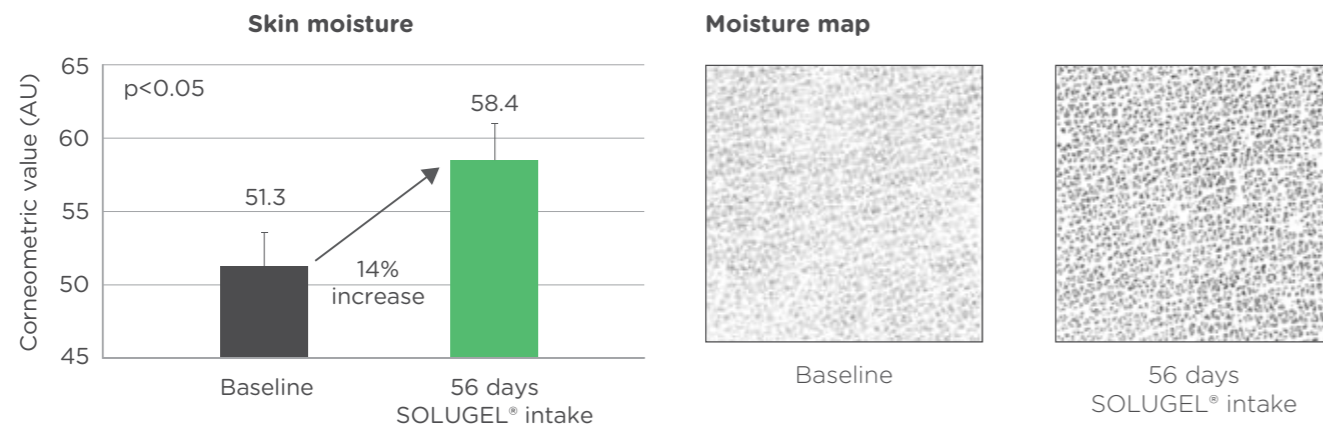 Skin moisture
Corneometric value (AU)
65
60
55
50
45
p<0.05
51.3
58.4
14%
increase
Baseline
56 days
SOLUGEL® intake
Moisture map
Baseline
56 days
SOLUGEL® intake